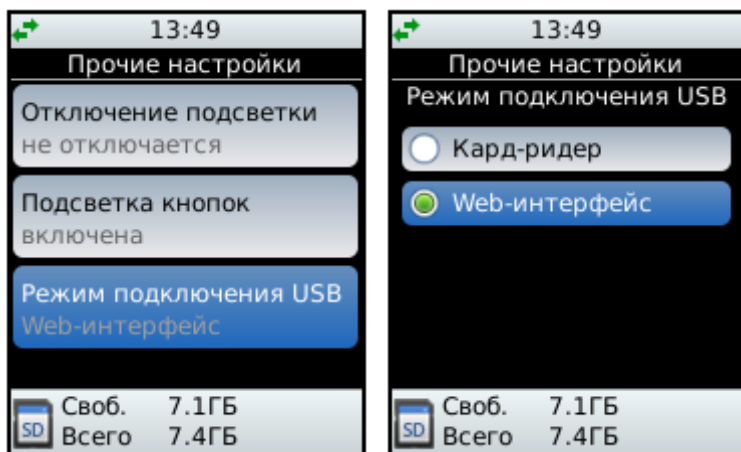 13:49
Прочие настройки
Отключение подсветки
не отключается
Подсветка кнопок
включена
Режим подключения USB
Web-интерфейс
SD
Своб. 7.1ГБ
Всего 7.4ГБ
13:49
Прочие настройки
Режим подключения USB
Кард-ридер
Web-интерфейс
SD
Своб. 7.1ГБ
Всего 7.4ГБ